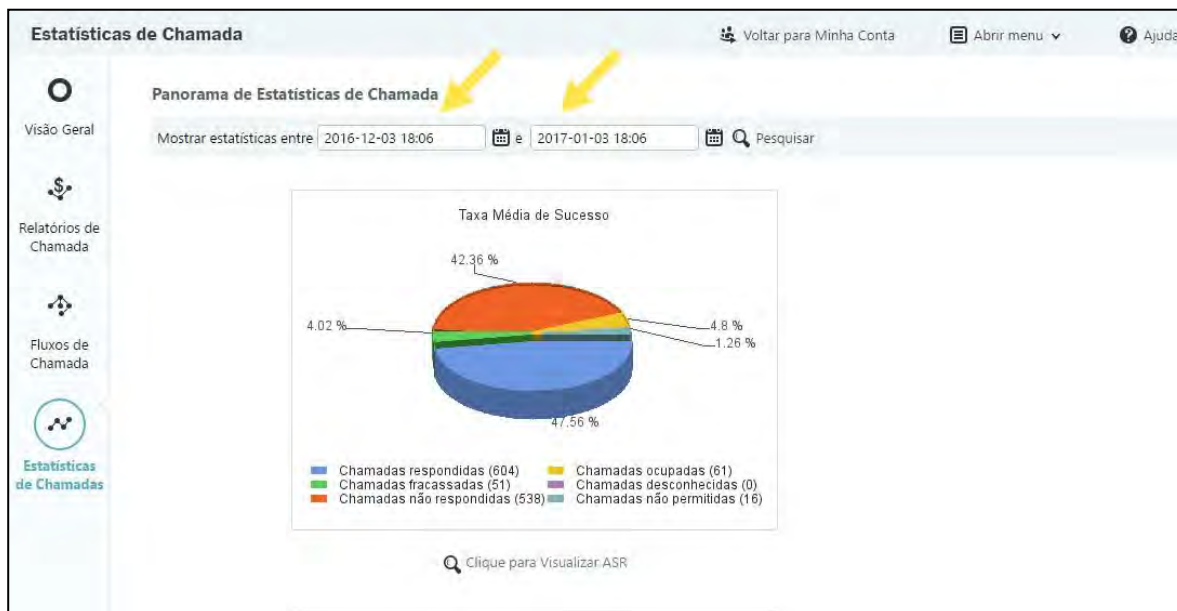 Estatísticas de Chamada
Voltar para Minha Conta
Abrir menu
Ajuda
Visão Geral
Relatórios de
Chamada
Fluxos de
Chamada
Estatísticas
de Chamadas
Panorama de Estatísticas de Chamada
Mostrar estatísticas entre 2016-12-03 18:06 e 2017-01-03 18:06 Pesquisar
Taxa Média de Sucesso
42.36 %
4.02 %
4.8 %
1.26 %
47.56 %
Chamadas respondidas (604)
Chamadas ocupadas (61)
Chamadas fracassadas (51)
Chamadas desconhecidas (0)
Chamadas não respondidas (538)
Chamadas não permitidas (16)
Clique para Visualizar ASR